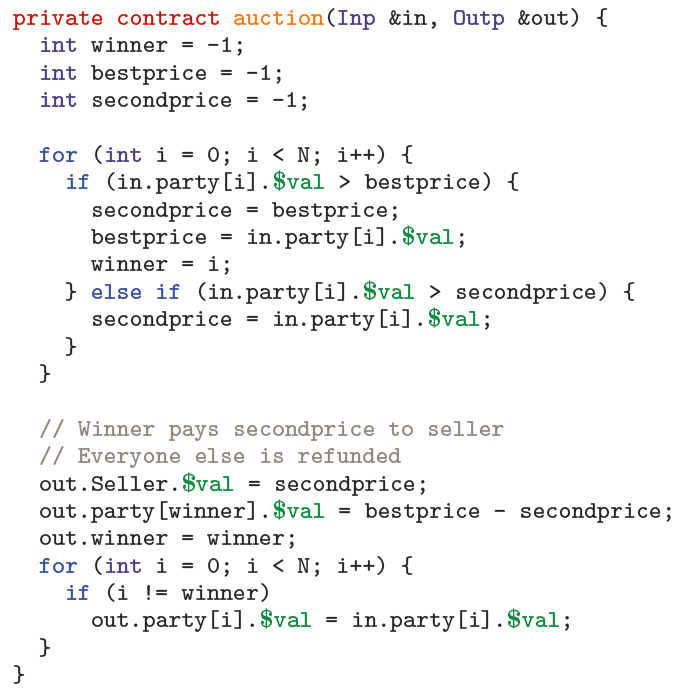 private contract auction(Inp &in, Outp &out) {
  int winner = -1;
  int bestprice = -1;
  int secondprice = -1;

  for (int i = 0; i < N; i++) {
    if (in.party[i].$val > bestprice) {
      secondprice = bestprice;
      bestprice = in.party[i].$val;
      winner = i;
    } else if (in.party[i].$val > secondprice) {
      secondprice = in.party[i].$val;
    }
  }

  // Winner pays secondprice to seller
  // Everyone else is refunded
  out.Seller.$val = secondprice;
  out.party[winner].$val = bestprice - secondprice;
  out.winner = winner;
  for (int i = 0; i < N; i++) {
    if (i != winner)
      out.party[i].$val = in.party[i].$val;
  }
}